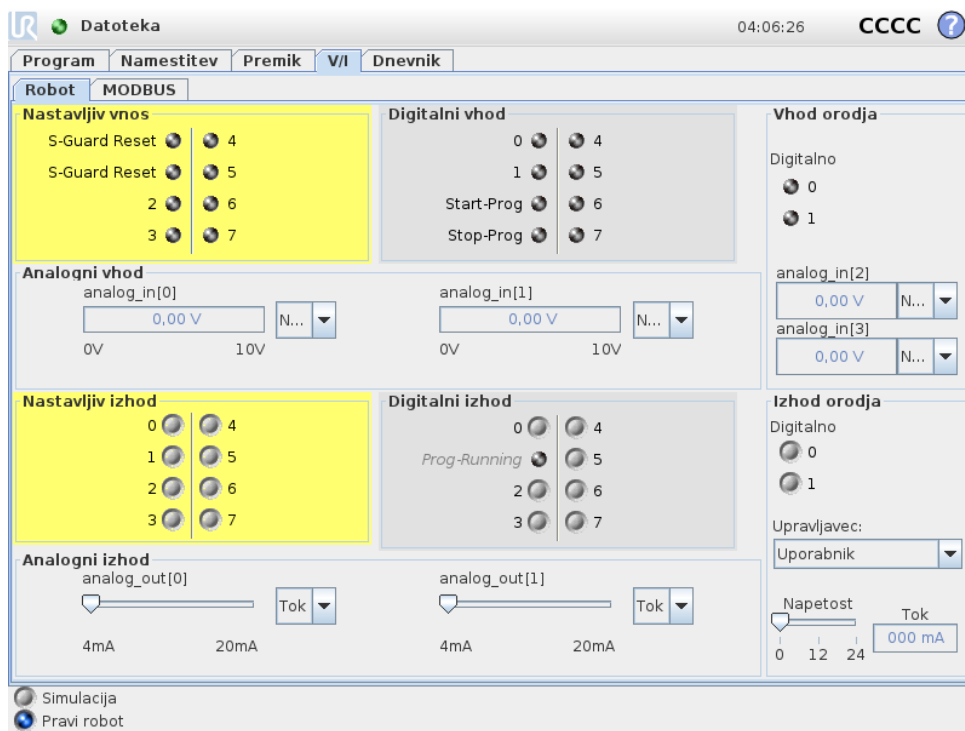 UR Datoteka 04:06:26 CCCC ?
Program Namestitev Premik V/I Dnevnik
Robot MODBUS
Nastavljiv vnos
S-Guard Reset 4
S-Guard Reset 5
2 6
3 7
Digitalni vhod
0 4
1 5
Start-Prog 6
Stop-Prog 7
Vhod orodja
Digitalno
0
1
analog_in[2]
0,00 V N...
analog_in[3]
0,00 V N...
Analogni vhod
analog_in[0]
0,00 V N...
0V 10V
analog_in[1]
0,00 V N...
0V 10V
Nastavljiv izhod
0 4
1 5
2 6
3 7
Digitalni izhod
0 4
Prog-Running 5
2 6
3 7
Izhod orodja
Digitalno
0
1
Upravljavec:
Uporabnik
Napetost
0 12 24
Tok
000 mA
Analogni izhod
analog_out[0]
Tok
4mA 20mA
analog_out[1]
Tok
4mA 20mA
Simulacija
Pravi robot